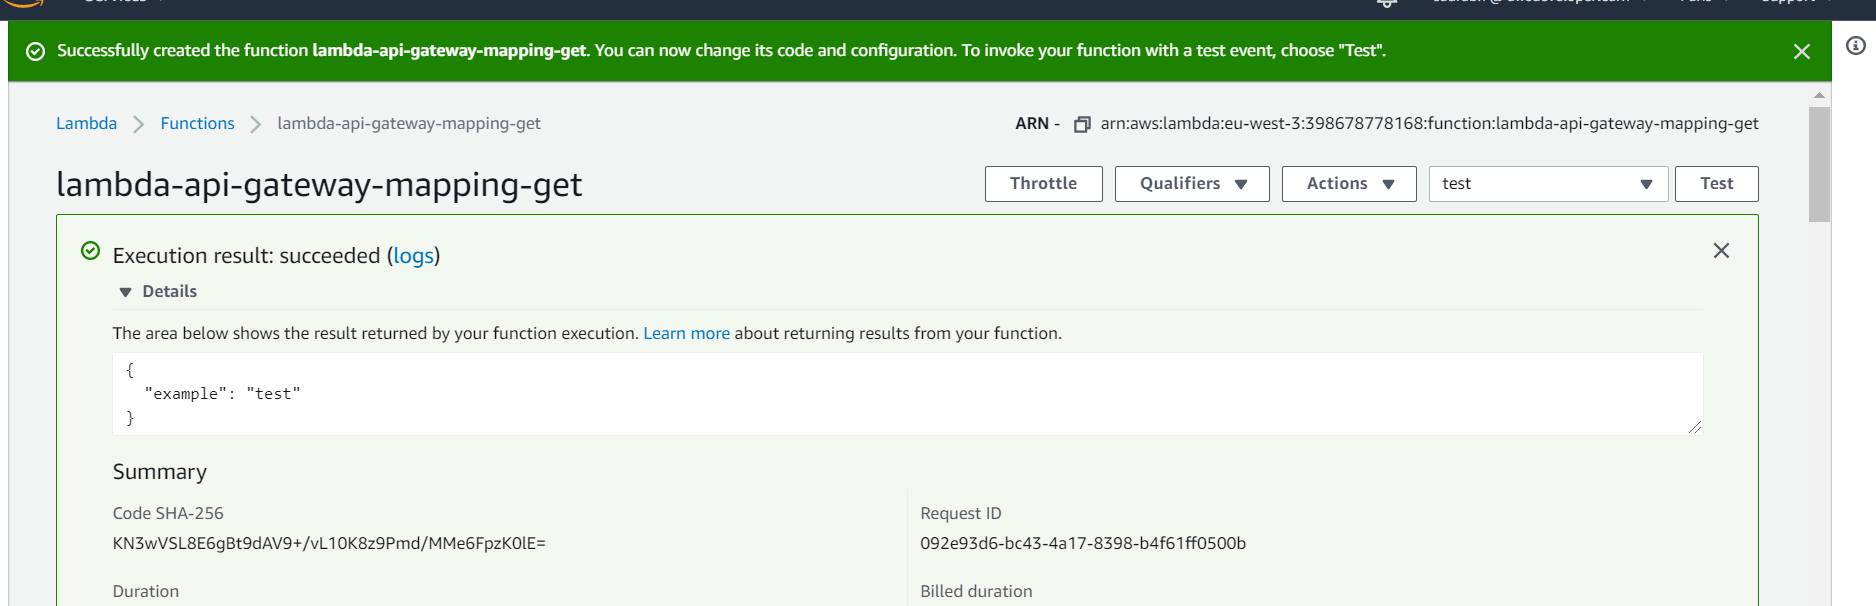 Successfully created the function lambda-api-gateway-mapping-get. You can now change its code and configuration. To invoke your function with a test event, choose "Test".
Lambda > Functions > lambda-api-gateway-mapping-get
ARN - arn:aws:lambda:eu-west-3:398678778168:function:lambda-api-gateway-mapping-get
lambda-api-gateway-mapping-get
Throttle Qualifiers Actions test Test
Execution result: succeeded (logs)
Details
The area below shows the result returned by your function execution. Learn more about returning results from your function.
{
"example": "test"
}
Summary
Code SHA-256
KN3wVSL8E6gBt9dAV9+/vL10K8z9Pmd/MMe6FpzK0lE=
Request ID
092e93d6-bc43-4a17-8398-b4f61ff0500b
Duration
Billed duration